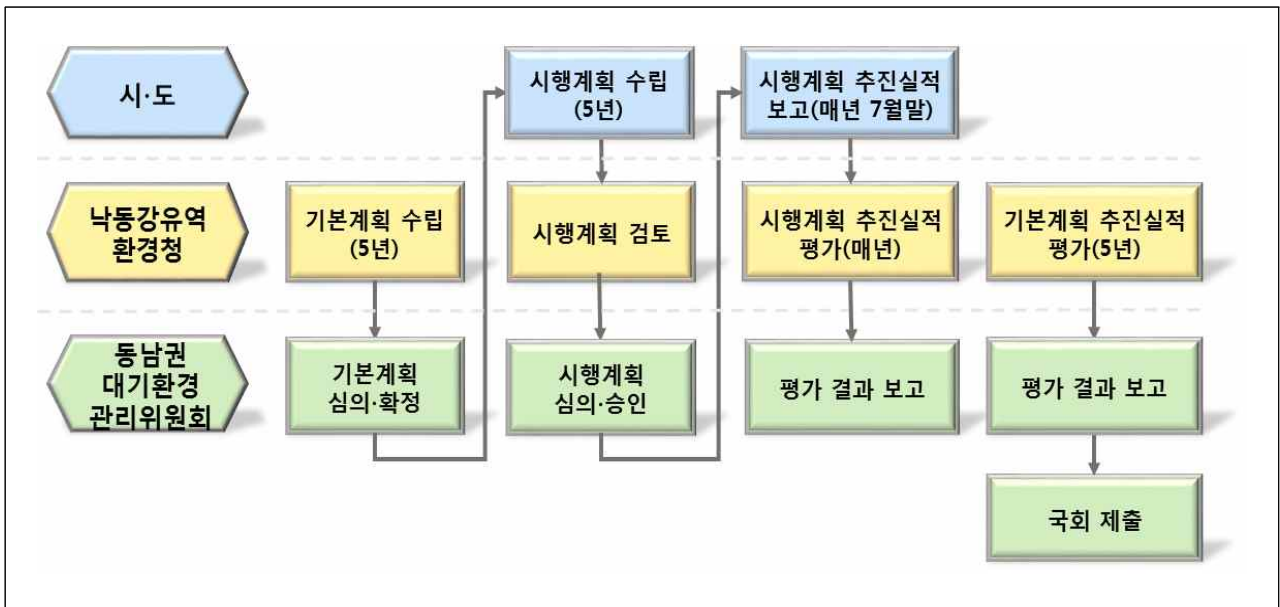 시·도
시행계획 수립
(5년)
시행계획 추진실적
보고(매년 7월말)
낙동강유역
환경청
기본계획 수립
(5년)
시행계획 검토
시행계획 추진실적
평가(매년)
기본계획 추진실적
평가(5년)
동남권
대기환경
관리위원회
기본계획
심의·확정
시행계획
심의·승인
평가 결과 보고
평가 결과 보고
국회 제출